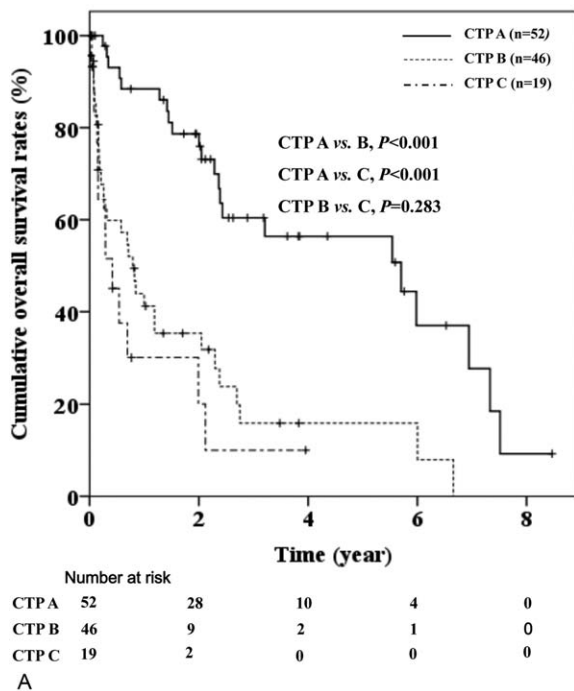 100
80
60
40
20
0
Cumulative overall survival rates (%)
CTP A (n=52)
CTP B (n=46)
CTP C (n=19)
CTP A vs. B, P<0.001
CTP A vs. C, P<0.001
CTP B vs. C, P=0.283
0 2 4 6 8
Time (year)
Number at risk
CTP A 52 28 10 4 0
CTP B 46 9 2 1 0
CTP C 19 2 0 0 0
A